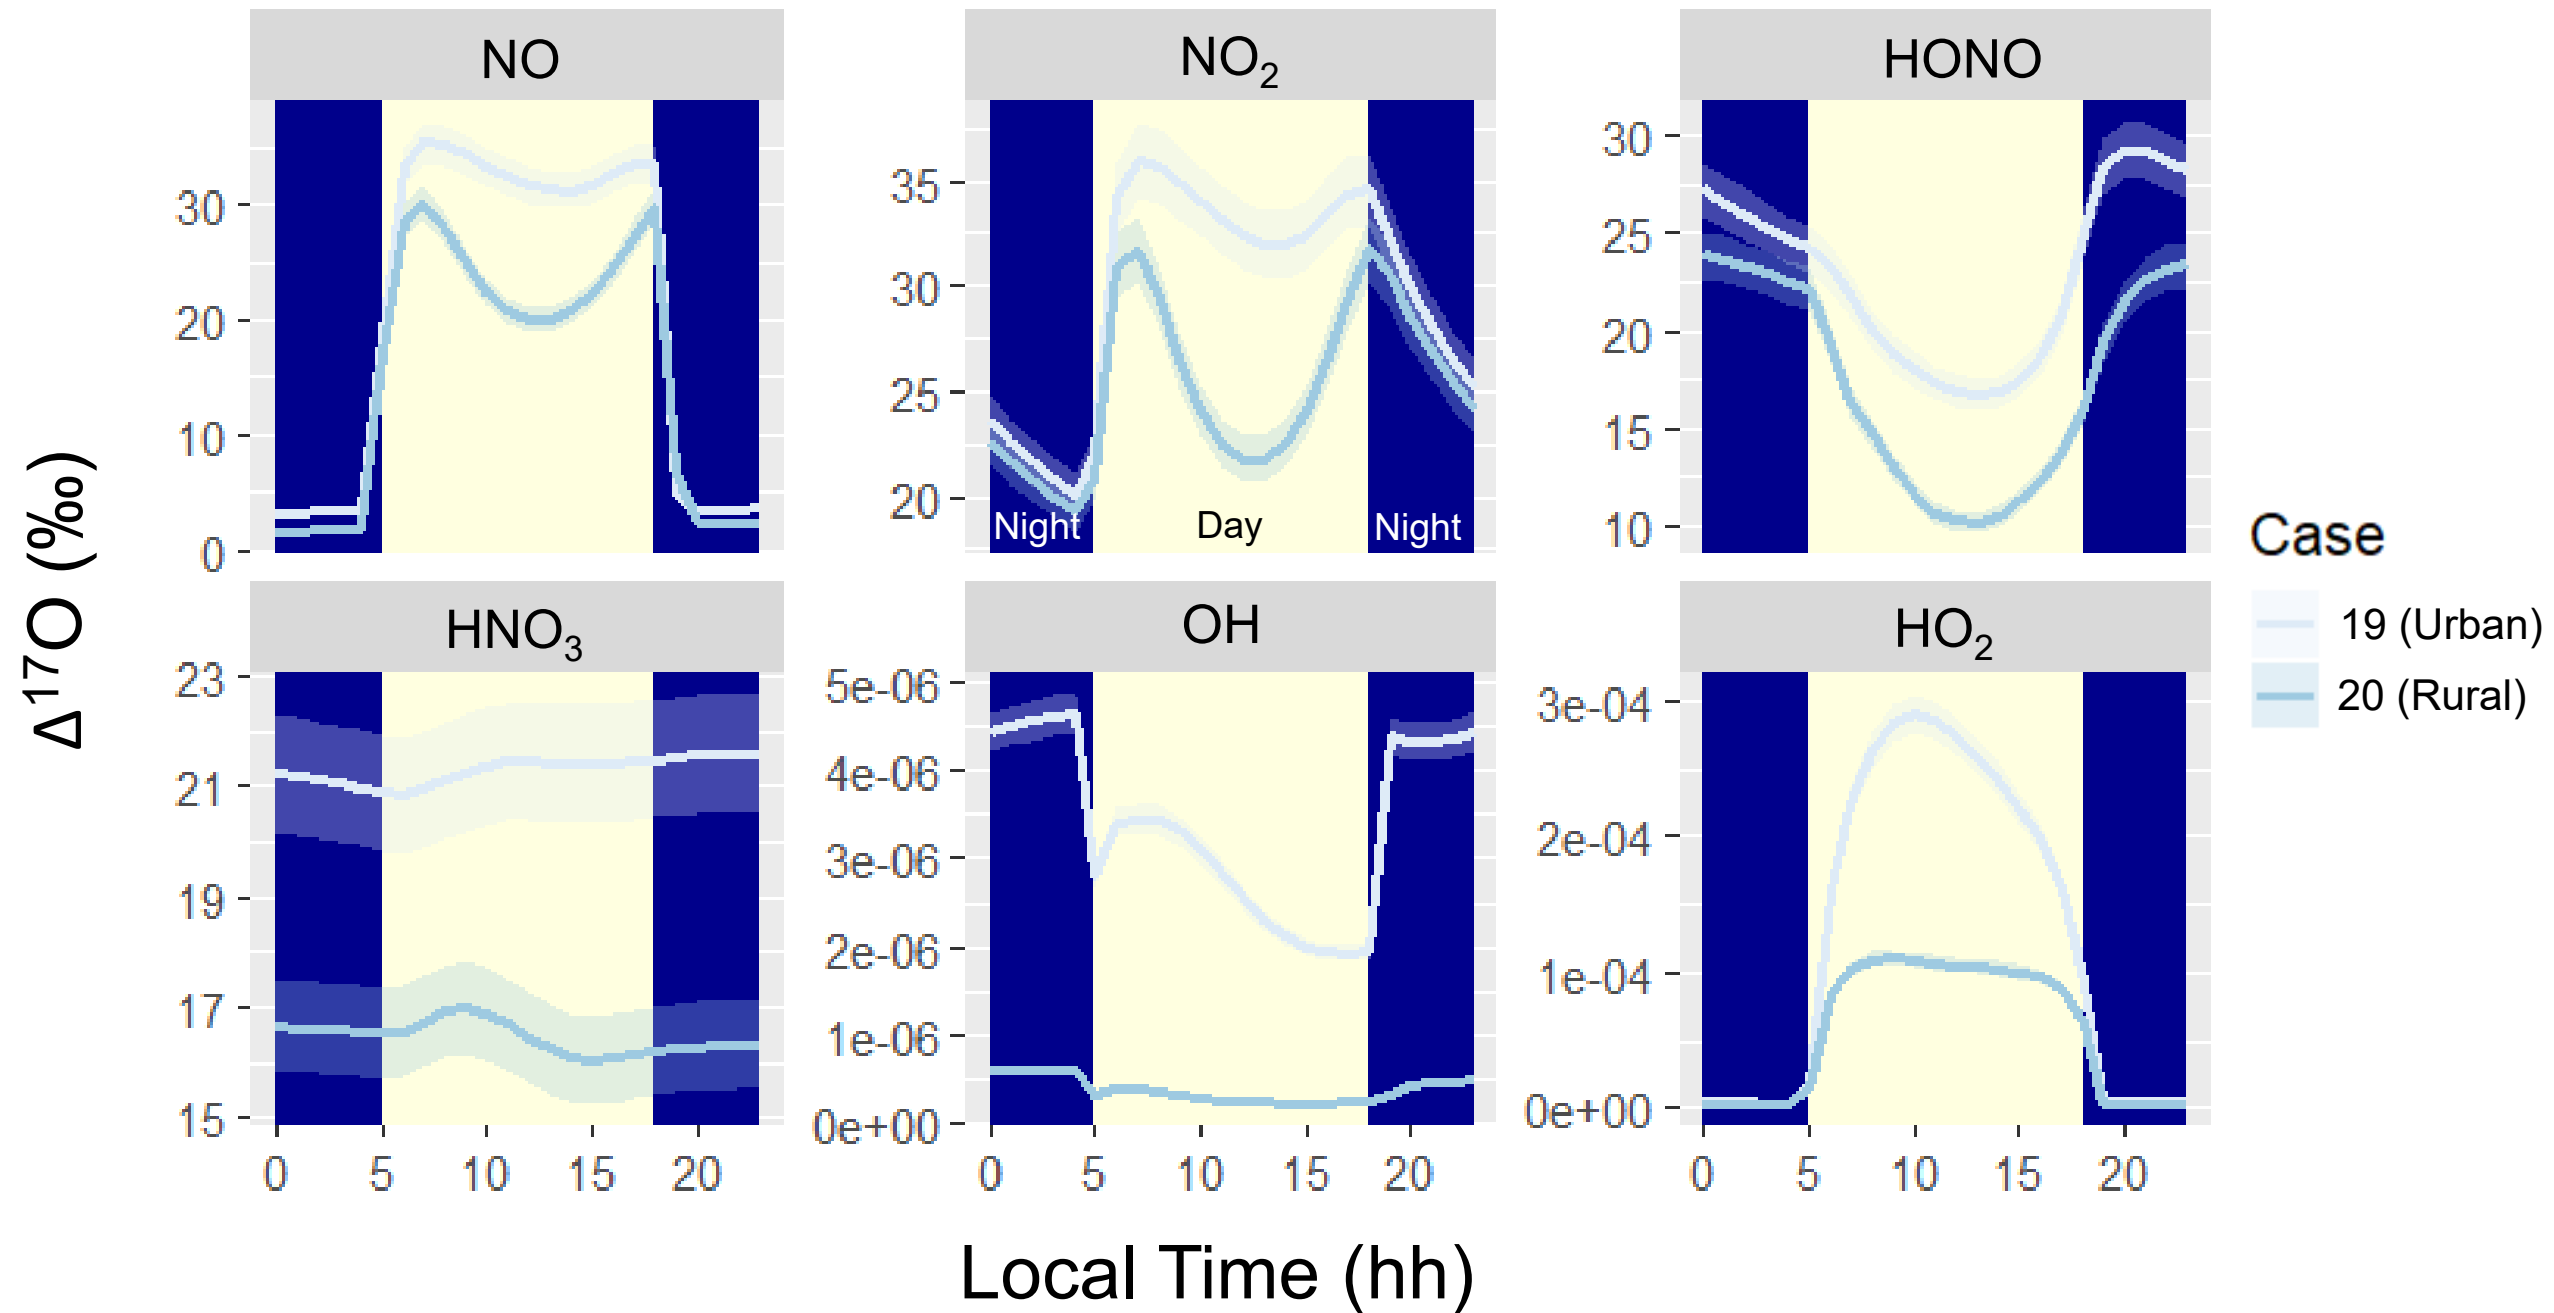 NO
NO₂
HONO
30
20
10
0
35
30
25
20
Night
Day
Night
30
25
20
15
10
Δ¹⁷O (‰)
Case
19 (Urban)
20 (Rural)
HNO₃
OH
HO₂
23
21
19
17
15
5e-06
4e-06
3e-06
2e-06
1e-06
0e+00
3e-04
2e-04
1e-04
0e+00
0 5 10 15 20
0 5 10 15 20
0 5 10 15 20
Local Time (hh)